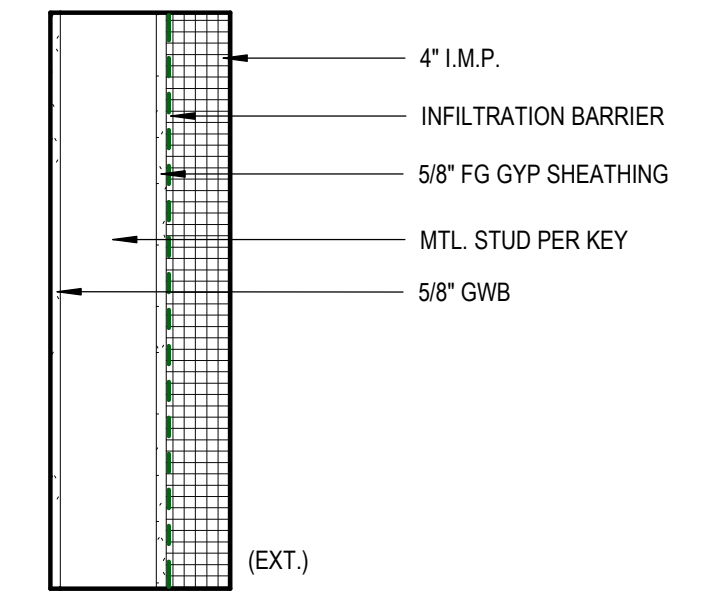 4" I.M.P.
INFILTRATION BARRIER
5/8" FG GYP SHEATHING
MTL. STUD PER KEY
5/8" GWB
(EXT.)